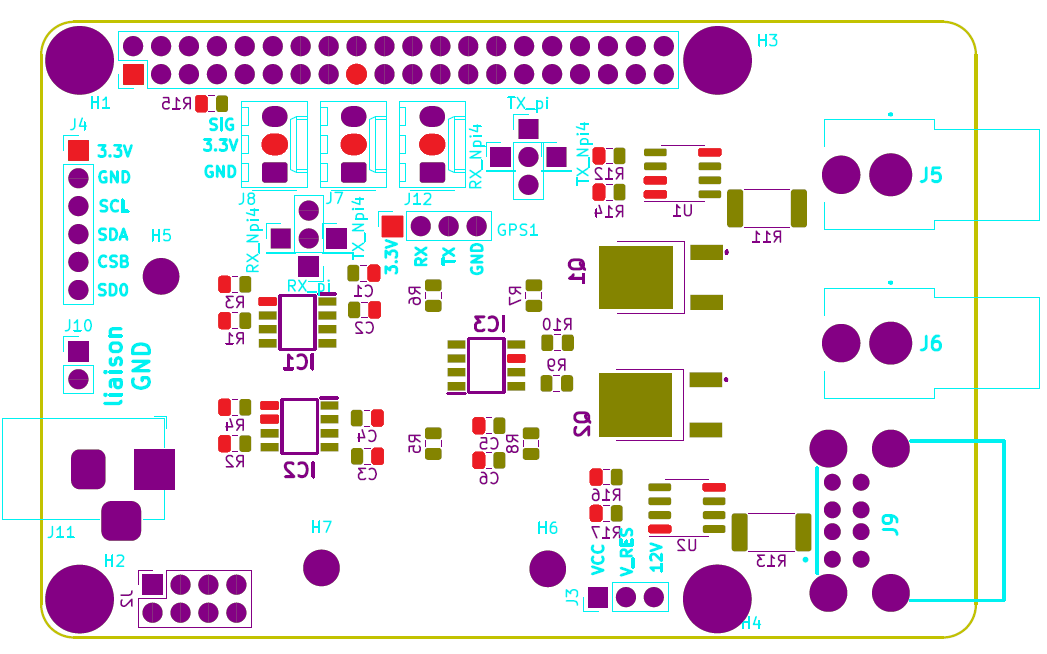 H3
H1
R15
TX_pi
J4
SIG
3.3V
GND
3.3V
GND
SCL
SDA
CSB
SDO
RX_Npi4
TX_Npi4
R12
R14
U1
R11
J5
J8
J7
J12
H5
RX_Npi4
TX_Npi4
RX_pi
3.3V
RX
TX
GND
GPS1
Q1
R3
R1
C1
C2
R6
R7
IC3
R10
R9
J10
liaison
GND
IC1
J6
R4
R2
C4
C3
IC2
R5
C5
C6
R8
Q2
J11
H7
H6
R16
R17
U2
R13
J9
H2
J2
VCC
V_RES
12V
J3
H4